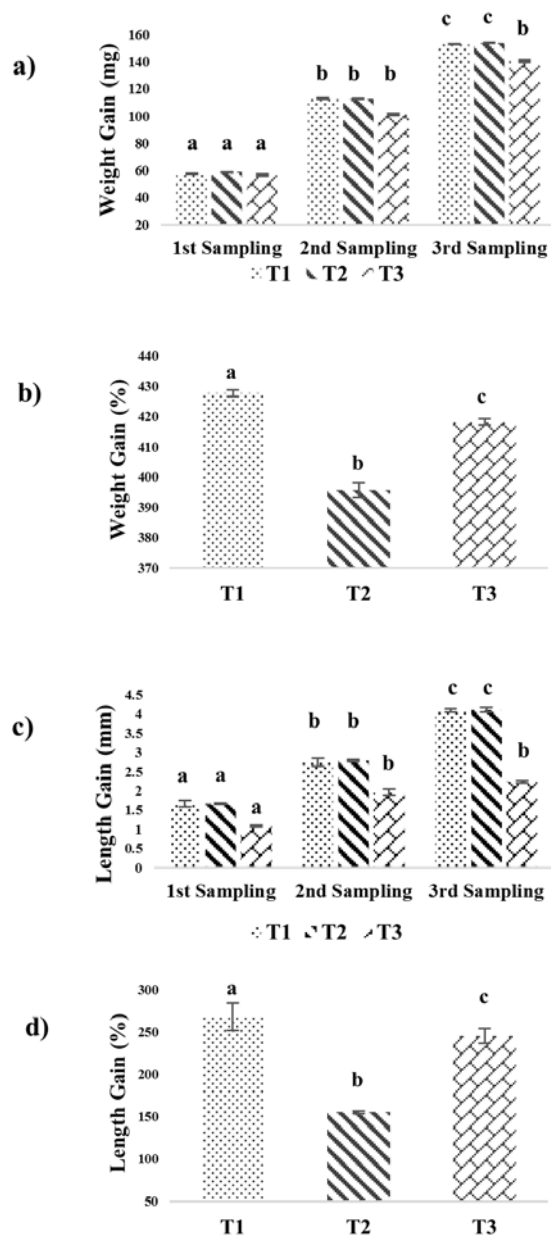 a)
Weight Gain (mg)
160
140
120
100
80
60
40
20
a a a
b b b
c c b
1st Sampling 2nd Sampling 3rd Sampling
T1 T2 T3
b)
Weight Gain (%)
440
430
420
410
400
390
380
370
a
b
c
T1 T2 T3
c)
Length Gain (mm)
4.5
4
3.5
3
2.5
2
1.5
1
0.5
0
a a a
b b b
c c b
1st Sampling 2nd Sampling 3rd Sampling
T1 T2 T3
d)
Length Gain (%)
300
250
200
150
100
50
a
b
c
T1 T2 T3